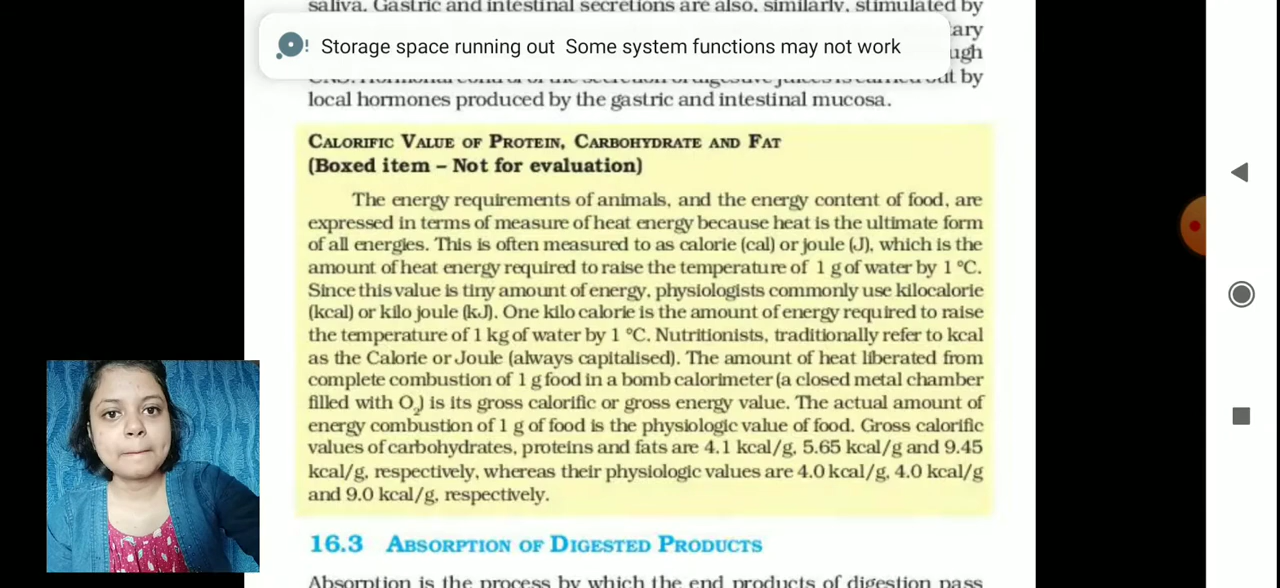 saliva. Gastric and intestinal secretions are also, similarly, stimulated by
Storage space running out Some system functions may not work
local hormones produced by the gastric and intestinal mucosa.
CALORIFIC VALUE OF PROTEIN, CARBOHYDRATE AND FAT
(Boxed item – Not for evaluation)
The energy requirements of animals, and the energy content of food, are
expressed in terms of measure of heat energy because heat is the ultimate form
of all energies. This is often measured to as calorie (cal) or joule (J), which is the
amount of heat energy required to raise the temperature of 1 g of water by 1 °C.
Since this value is tiny amount of energy, physiologists commonly use kilocalorie
(kcal) or kilo joule (kJ). One kilo calorie is the amount of energy required to raise
the temperature of 1 kg of water by 1 °C. Nutritionists, traditionally refer to kcal
as the Calorie or Joule (always capitalised). The amount of heat liberated from
complete combustion of 1 g food in a bomb calorimeter (a closed metal chamber
filled with O₂) is its gross calorific or gross energy value. The actual amount of
energy combustion of 1 g of food is the physiologic value of food. Gross calorific
values of carbohydrates, proteins and fats are 4.1 kcal/g, 5.65 kcal/g and 9.45
kcal/g, respectively, whereas their physiologic values are 4.0 kcal/g, 4.0 kcal/g
and 9.0 kcal/g, respectively.
16.3 ABSORPTION OF DIGESTED PRODUCTS
Absorption is the process by which the end products of digestion pass